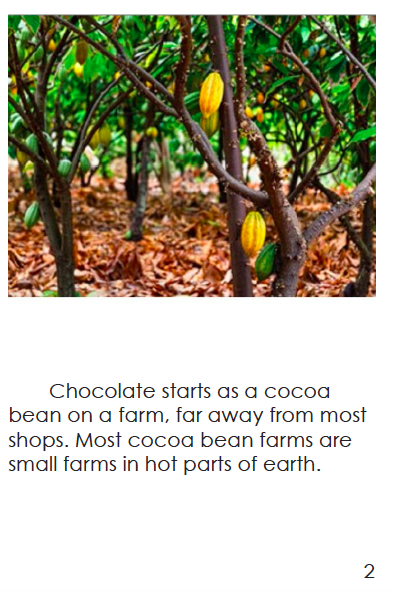 Chocolate starts as a cocoa
bean on a farm, far away from most
shops. Most cocoa bean farms are
small farms in hot parts of earth.
2